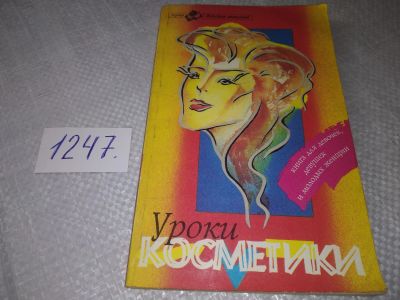 1247.
книга для девочек,
девушек
и молодых женщин
Уроки
КОСМЕТИКИ